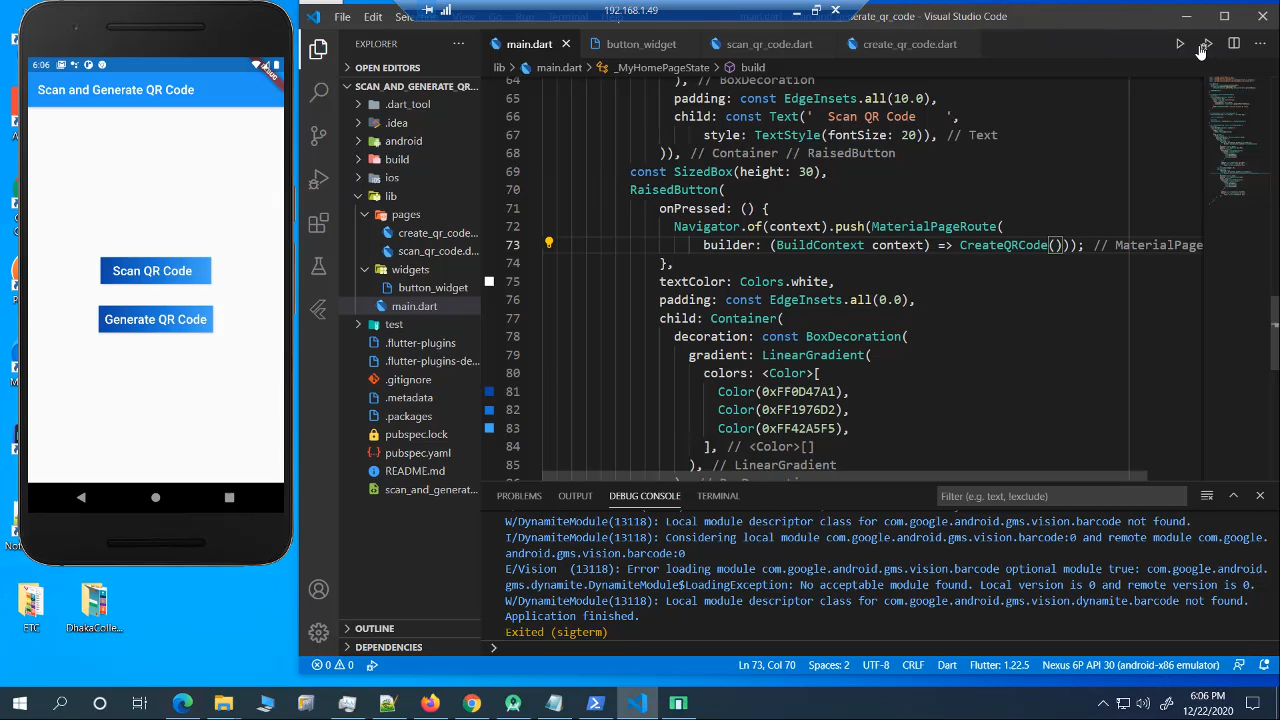 192.168.1.49
File Edit Selec
generate_qr_code - Visual Studio Code
EXPLORER
main.dart
button_widget
scan_qr_code.dart
create_qr_code.dart
OPEN EDITORS
lib > main.dart > _MyHomePageState > build
SCAN_AND_GENERATE_QR...
.dart_tool
.idea
android
build
ios
lib
pages
create_qr_code...
scan_qr_code.d...
widgets
button_widget
main.dart
test
.flutter-plugins
.flutter-plugins-de...
.gitignore
.metadata
.packages
pubspec.lock
pubspec.yaml
README.md
scan_and_generat...
OUTLINE
DEPENDENCIES
64 ), // BoxDecoration
65 padding: const EdgeInsets.all(10.0),
66 child: const Text('  Scan QR Code    ',
67 style: TextStyle(fontSize: 20)), // Text
68 )), // Container // RaisedButton
69 const SizedBox(height: 30),
70 RaisedButton(
71 onPressed: () {
72 Navigator.of(context).push(MaterialPageRoute(
73 builder: (BuildContext context) => CreateQRCode())); // MaterialPage
74 },
75 textColor: Colors.white,
76 padding: const EdgeInsets.all(0.0),
77 child: Container(
78 decoration: const BoxDecoration(
79 gradient: LinearGradient(
80 colors: <Color>[
81 Color(0xFF0D47A1),
82 Color(0xFF1976D2),
83 Color(0xFF42A5F5),
84 ], // <Color>[]
85 ), // LinearGradient
PROBLEMS OUTPUT DEBUG CONSOLE TERMINAL
Filter (e.g. text, !exclude)
W/DynamiteModule(13118): Local module descriptor class for com.google.android.gms.vision.barcode not found.
I/DynamiteModule(13118): Considering local module com.google.android.gms.vision.barcode:0 and remote module com.google.
android.gms.vision.barcode:0
E/Vision  (13118): Error loading module com.google.android.gms.vision.barcode optional module true: com.google.android.
gms.dynamite.DynamiteModule$LoadingException: No acceptable module found. Local version is 0 and remote version is 0.
W/DynamiteModule(13118): Local module descriptor class for com.google.android.gms.vision.dynamite.barcode not found.
Application finished.
Exited (sigterm)
0 0
Ln 73, Col 70 Spaces: 2 UTF-8 CRLF Dart Flutter: 1.22.5 Nexus 6P API 30 (android-x86 emulator)
6:06
DEBUG
Scan and Generate QR Code
Scan QR Code
Generate QR Code
ETC
DhakaColle...
6:06 PM
12/22/2020